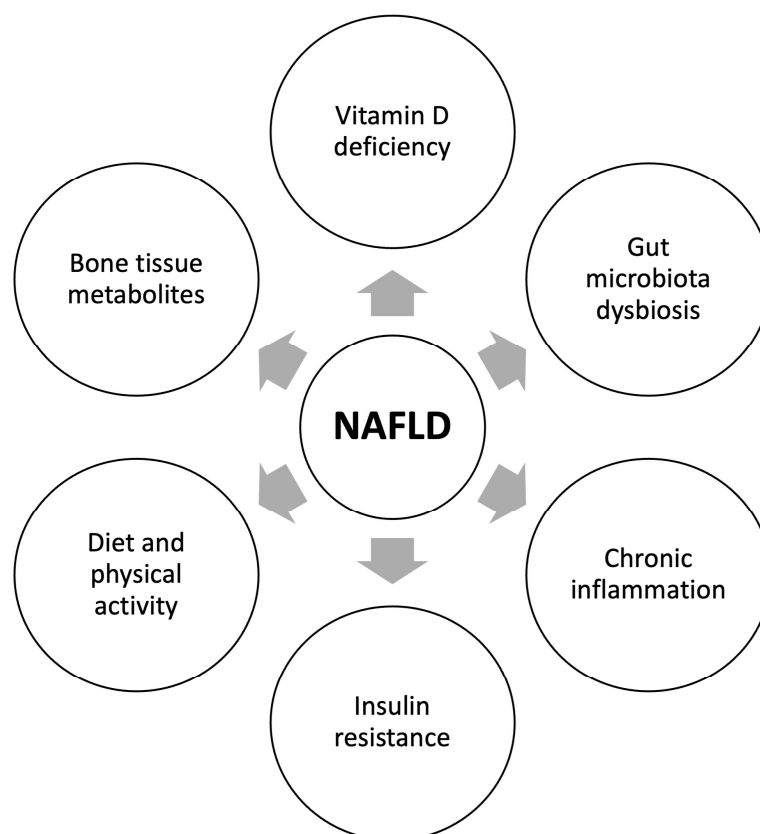 Vitamin D
deficiency
Gut
microbiota
dysbiosis
Chronic
inflammation
Insulin
resistance
Diet and
physical
activity
Bone tissue
metabolites
NAFLD